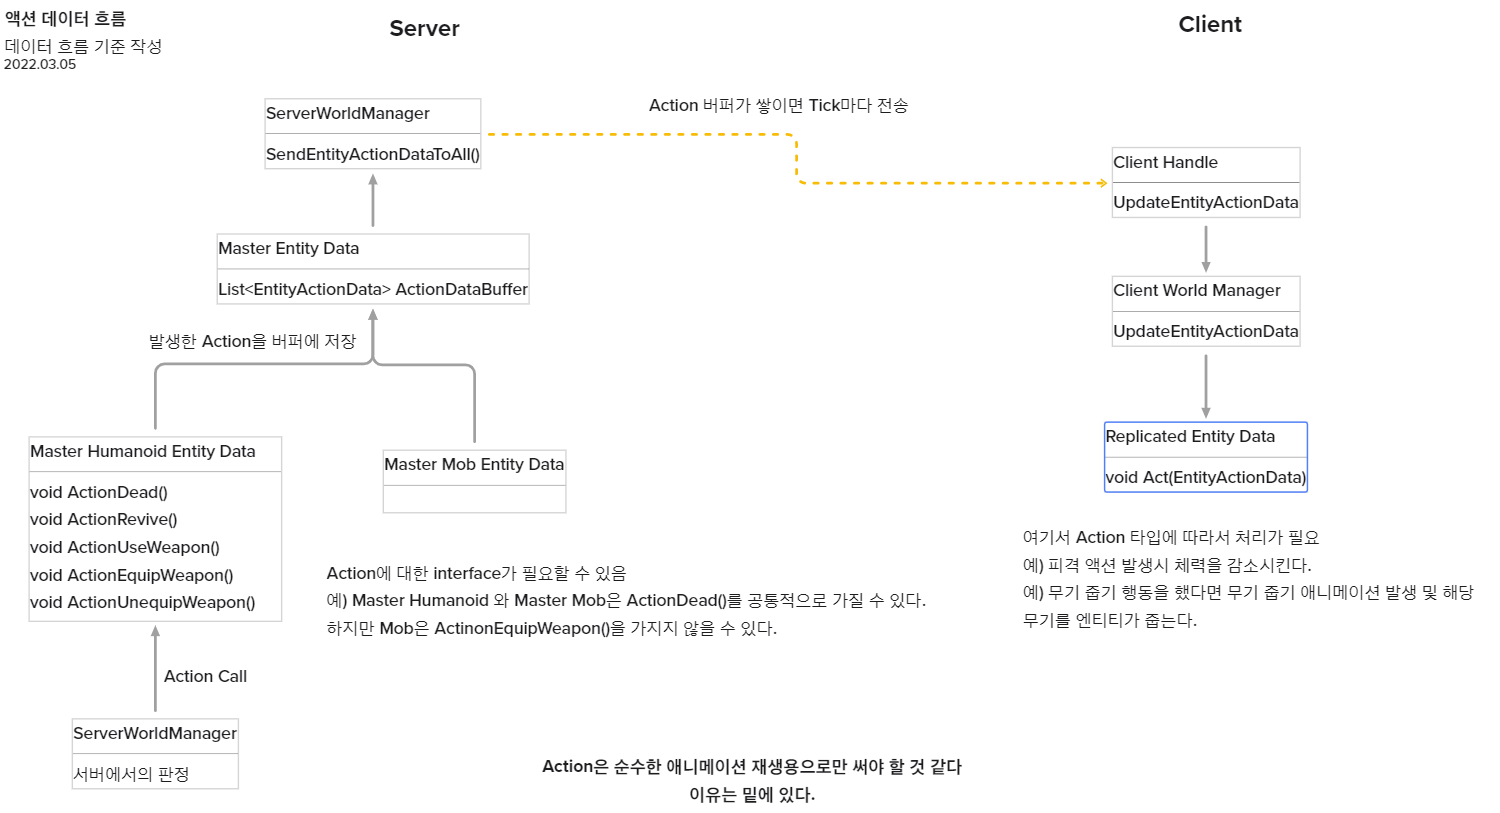 액션 데이터 흐름
데이터 흐름 기준 작성
2022.03.05
Server
Client
ServerWorldManager
SendEntityActionDataToAll()
Action 버퍼가 쌓이면 Tick마다 전송
Client Handle
UpdateEntityActionData
Master Entity Data
List<EntityActionData> ActionDataBuffer
Client World Manager
UpdateEntityActionData
발생한 Action을 버퍼에 저장
Master Humanoid Entity Data
void ActionDead()
void ActionRevive()
void ActionUseWeapon()
void ActionEquipWeapon()
void ActionUnequipWeapon()
Master Mob Entity Data
Replicated Entity Data
void Act(EntityActionData)
여기서 Action 타입에 따라서 처리가 필요
예) 피격 액션 발생시 체력을 감소시킨다.
예) 무기 줍기 행동을 했다면 무기 줍기 애니메이션 발생 및 해당
무기를 엔티티가 줍는다.
Action에 대한 interface가 필요할 수 있음
예) Master Humanoid 와 Master Mob은 ActionDead()를 공통적으로 가질 수 있다.
하지만 Mob은 ActinonEquipWeapon()을 가지지 않을 수 있다.
Action Call
ServerWorldManager
서버에서의 판정
Action은 순수한 애니메이션 재생용으로만 써야 할 것 같다
이유는 밑에 있다.